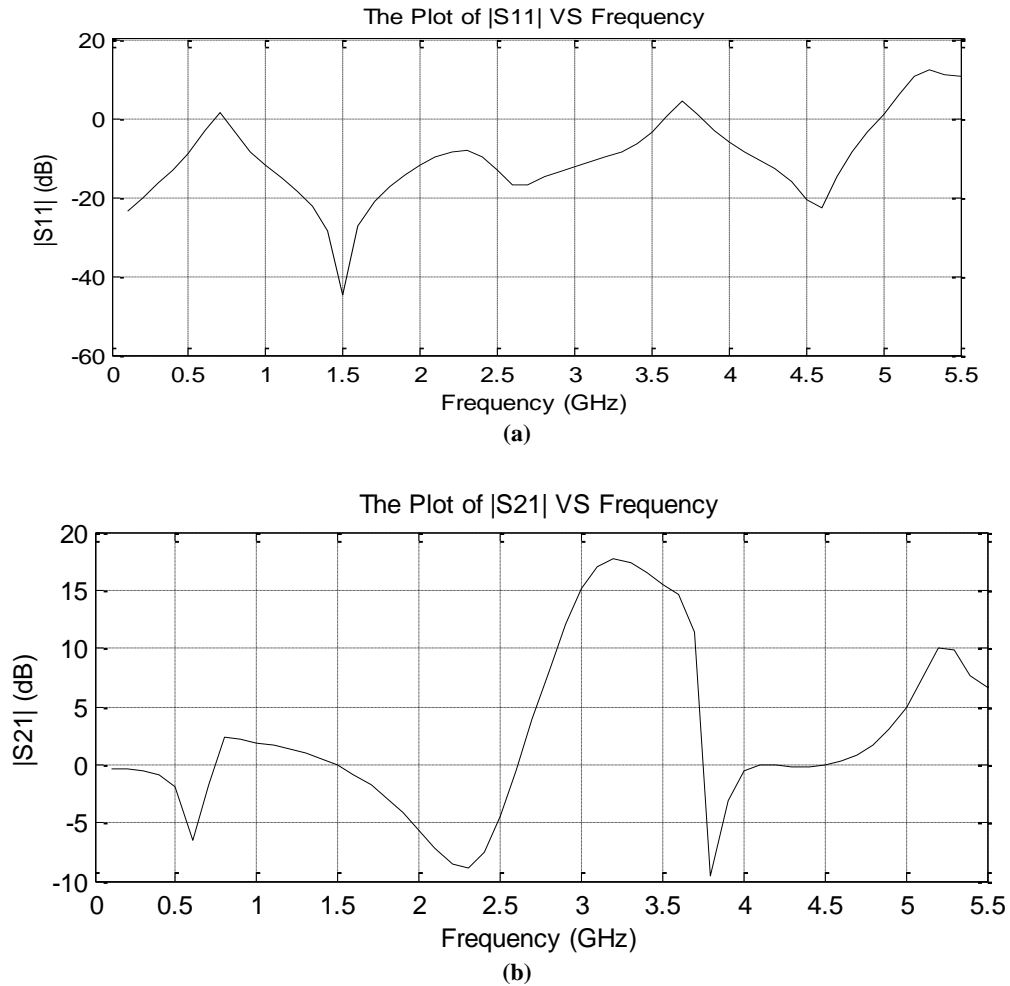 The Plot of |S11| VS Frequency
20
0
-20
-40
-60
|S11| (dB)
0 0.5 1 1.5 2 2.5 3 3.5 4 4.5 5 5.5
Frequency (GHz)
(a)
The Plot of |S21| VS Frequency
20
15
10
5
0
-5
-10
|S21| (dB)
0 0.5 1 1.5 2 2.5 3 3.5 4 4.5 5 5.5
Frequency (GHz)
(b)